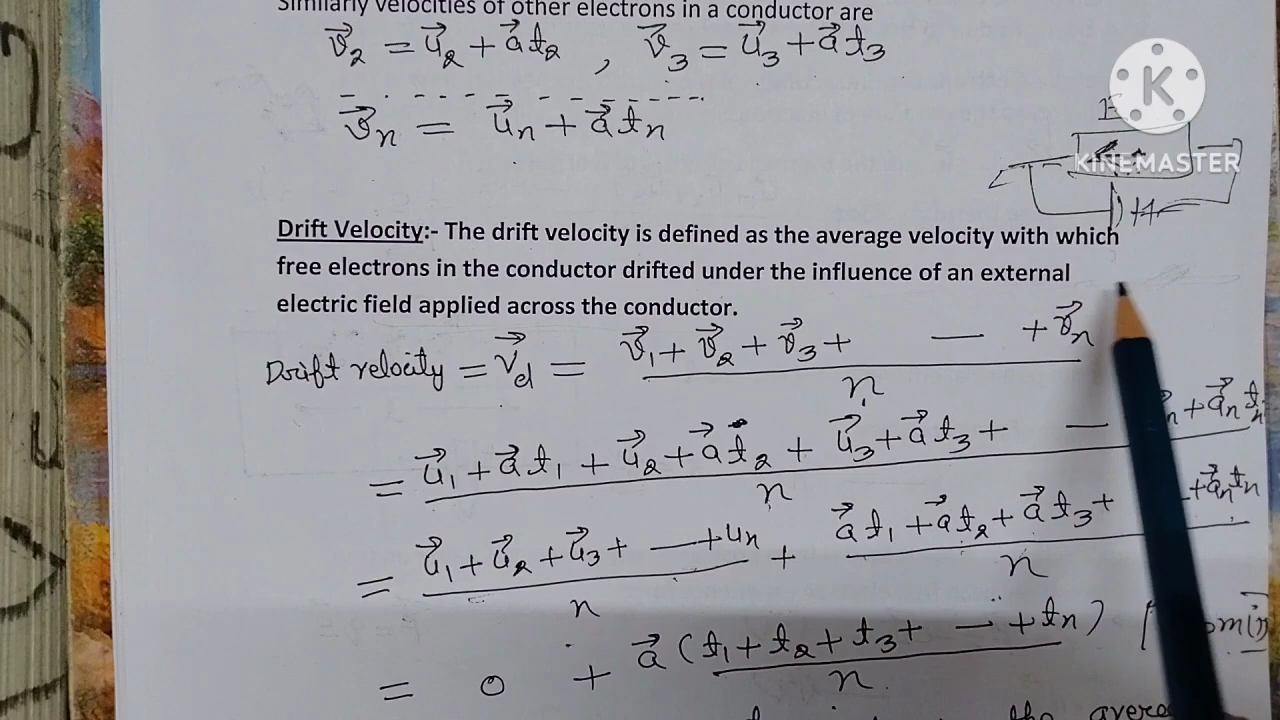 Similarly velocities of other electrons in a conductor are
v⃗₂ = u⃗₂ + a⃗t₂ , v⃗₃ = u⃗₃ + a⃗t₃
v⃗n = u⃗n + a⃗tn
K
E
KINEMASTER
Drift Velocity:- The drift velocity is defined as the average velocity with which
free electrons in the conductor drifted under the influence of an external
electric field applied across the conductor.
Drift velocity = v⃗d = (v⃗₁ + v⃗₂ + v⃗₃ + — + v⃗n) / n
= (u⃗₁ + a⃗t₁ + u⃗₂ + a⃗t₂ + u⃗₃ + a⃗t₃ + — n + a⃗n tn) / n
= (u⃗₁ + u⃗₂ + u⃗₃ + — + un) / n + (a⃗t₁ + a⃗t₂ + a⃗t₃ + - + a⃗n tn) / n
= 0 + a⃗ (t₁ + t₂ + t₃ + — + tn) / n
the